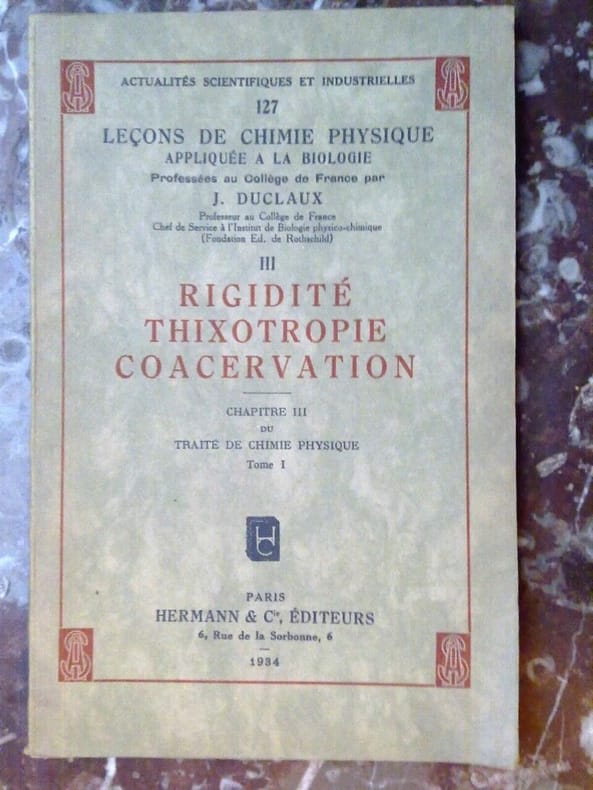 ACTUALITÉS SCIENTIFIQUES ET INDUSTRIELLES
127
LEÇONS DE CHIMIE PHYSIQUE
APPLIQUÉE A LA BIOLOGIE
Professées au Collège de France par
J. DUCLAUX
Professeur au Collège de France
Chef de Service à l'Institut de Biologie physico-chimique
(Fondation Ed. de Rothschild)
III
RIGIDITÉ
THIXOTROPIE
COACERVATION
CHAPITRE III
DU
TRAITÉ DE CHIMIE PHYSIQUE
Tome I
HC
PARIS
HERMANN & Cie, ÉDITEURS
6, Rue de la Sorbonne, 6
1934